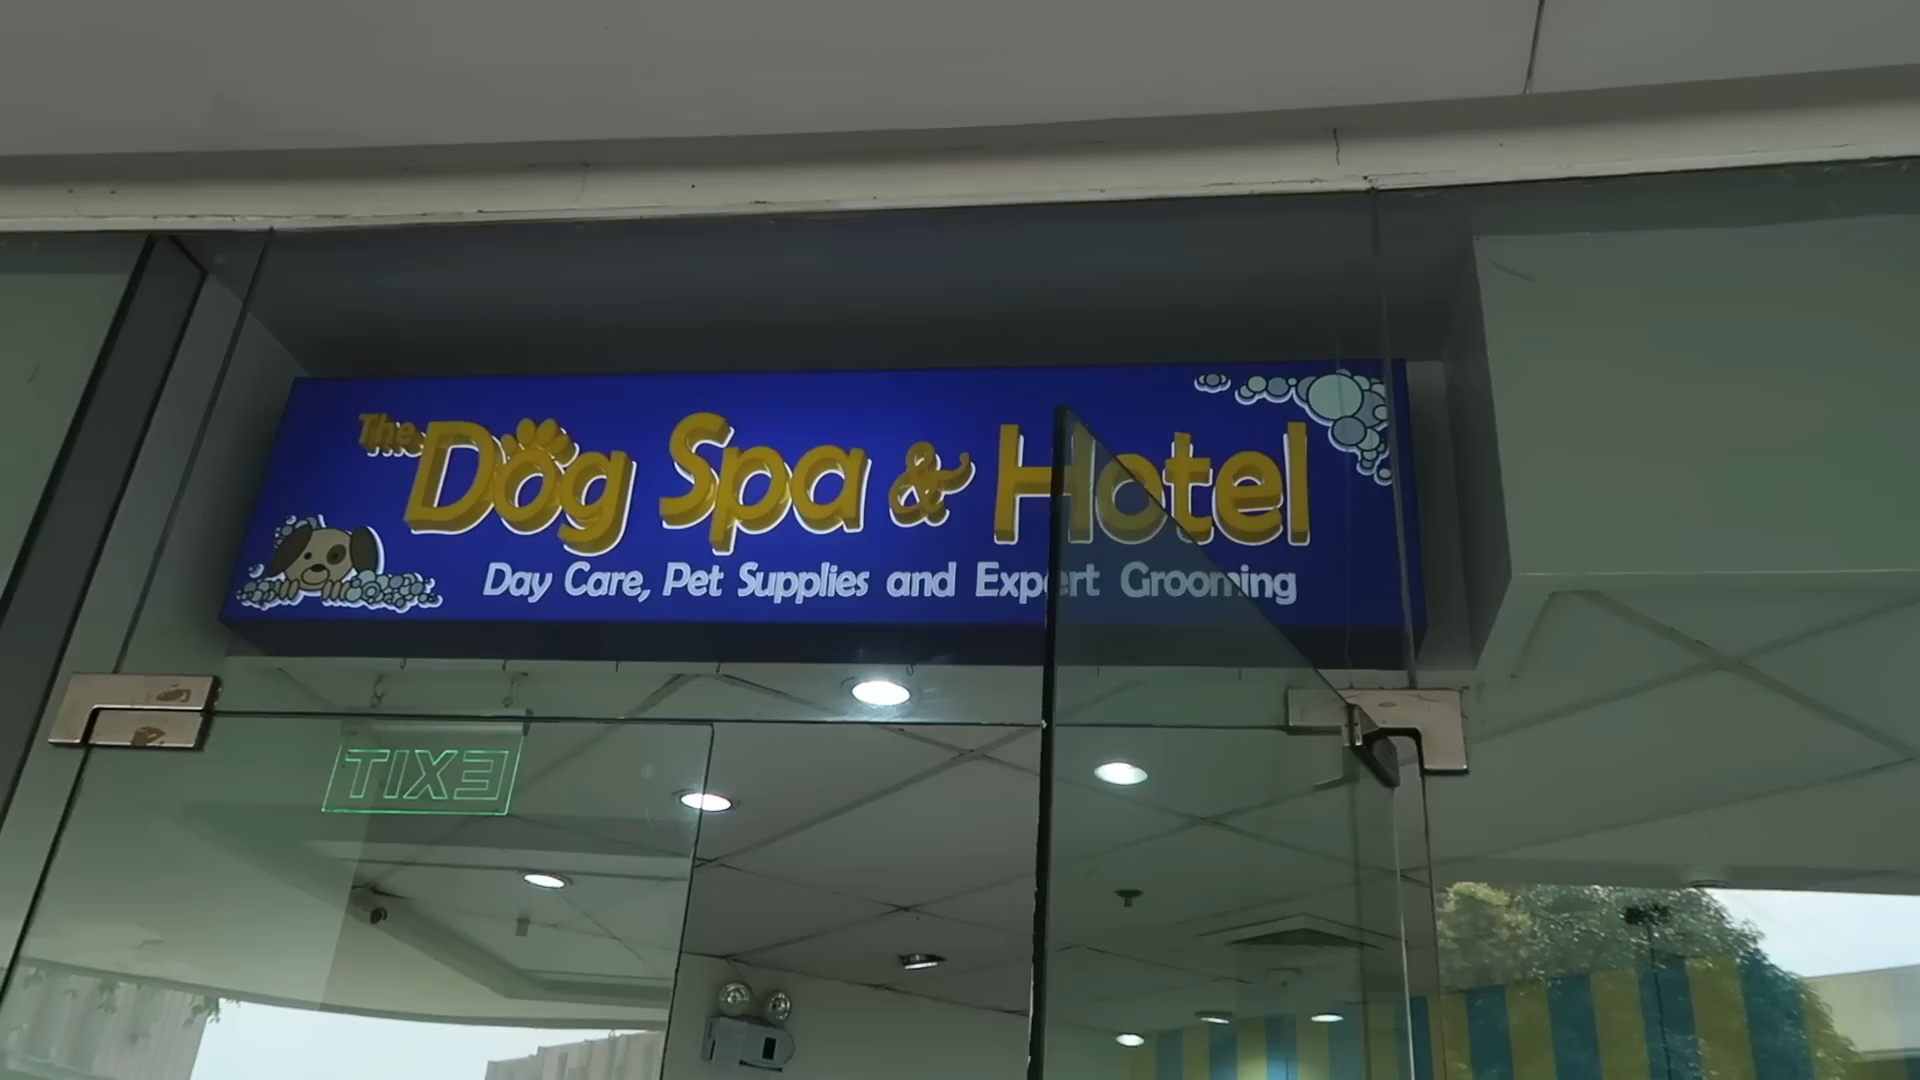 The Dog Spa & Hotel
Day Care, Pet Supplies and Expert Grooming
EXIT